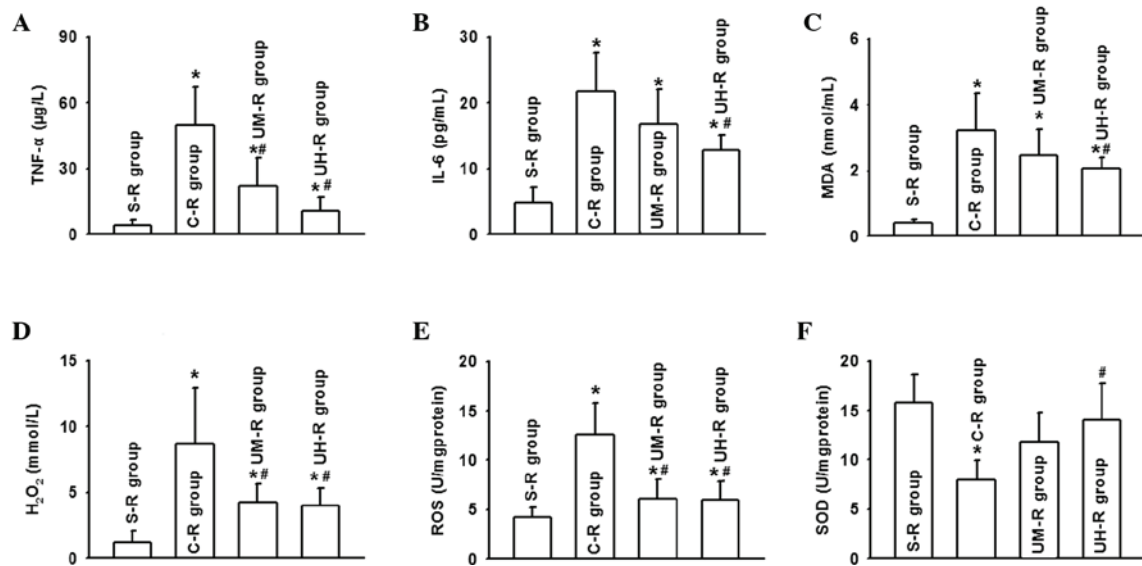 A
TNF-α (µg/L)
90
60
30
0
S-R group
*
C-R group
*# UM-R group
*# UH-R group
B
IL-6 (pg/mL)
30
20
10
0
S-R group
*
C-R group
*
UM-R group
*# UH-R group
C
MDA (nmol/mL)
6
4
2
0
S-R group
*
C-R group
* UM-R group
*# UH-R group
D
H₂O₂ (mmol/L)
15
10
5
0
S-R group
*
C-R group
*# UM-R group
*# UH-R group
E
ROS (U/mgprotein)
20
15
10
5
0
S-R group
*
C-R group
*# UM-R group
*# UH-R group
F
SOD (U/mgprotein)
20
15
10
5
0
S-R group
* C-R group
UM-R group
#
UH-R group